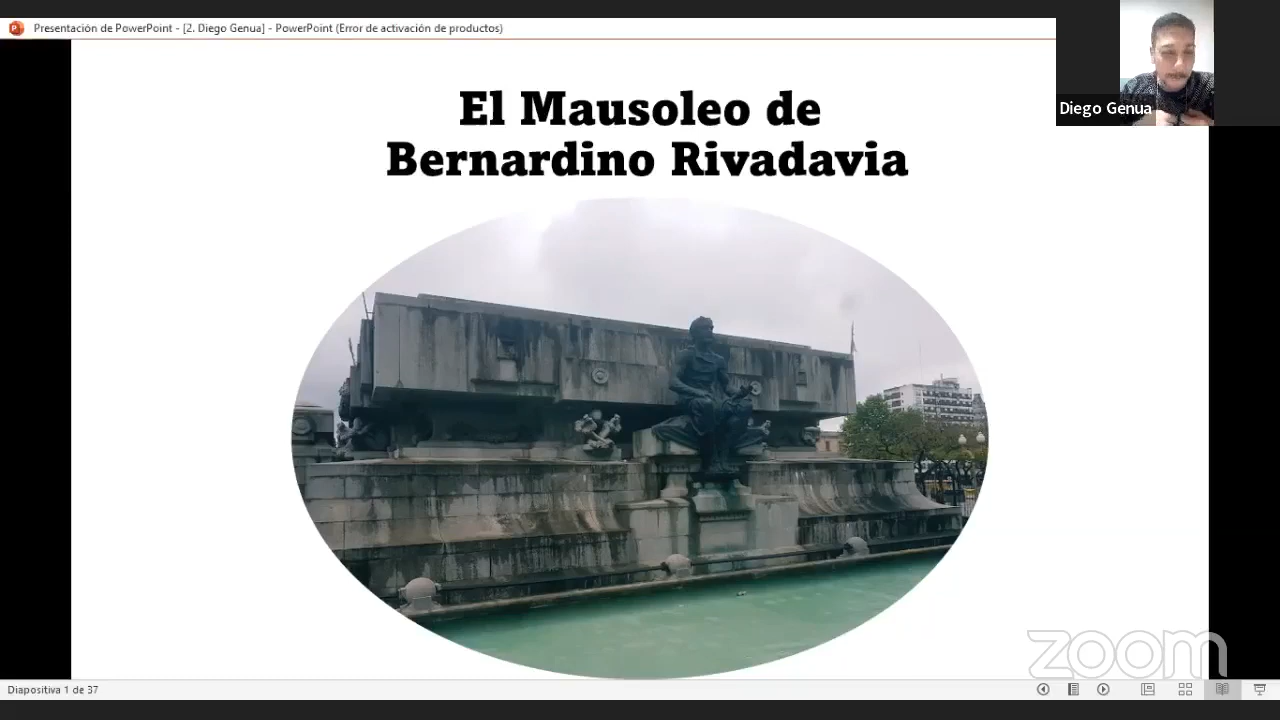 Presentación de PowerPoint - [2. Diego Genua] - PowerPoint (Error de activación de productos)
Diego Genua
El Mausoleo de
Bernardino Rivadavia
zoom
Diapositiva 1 de 37